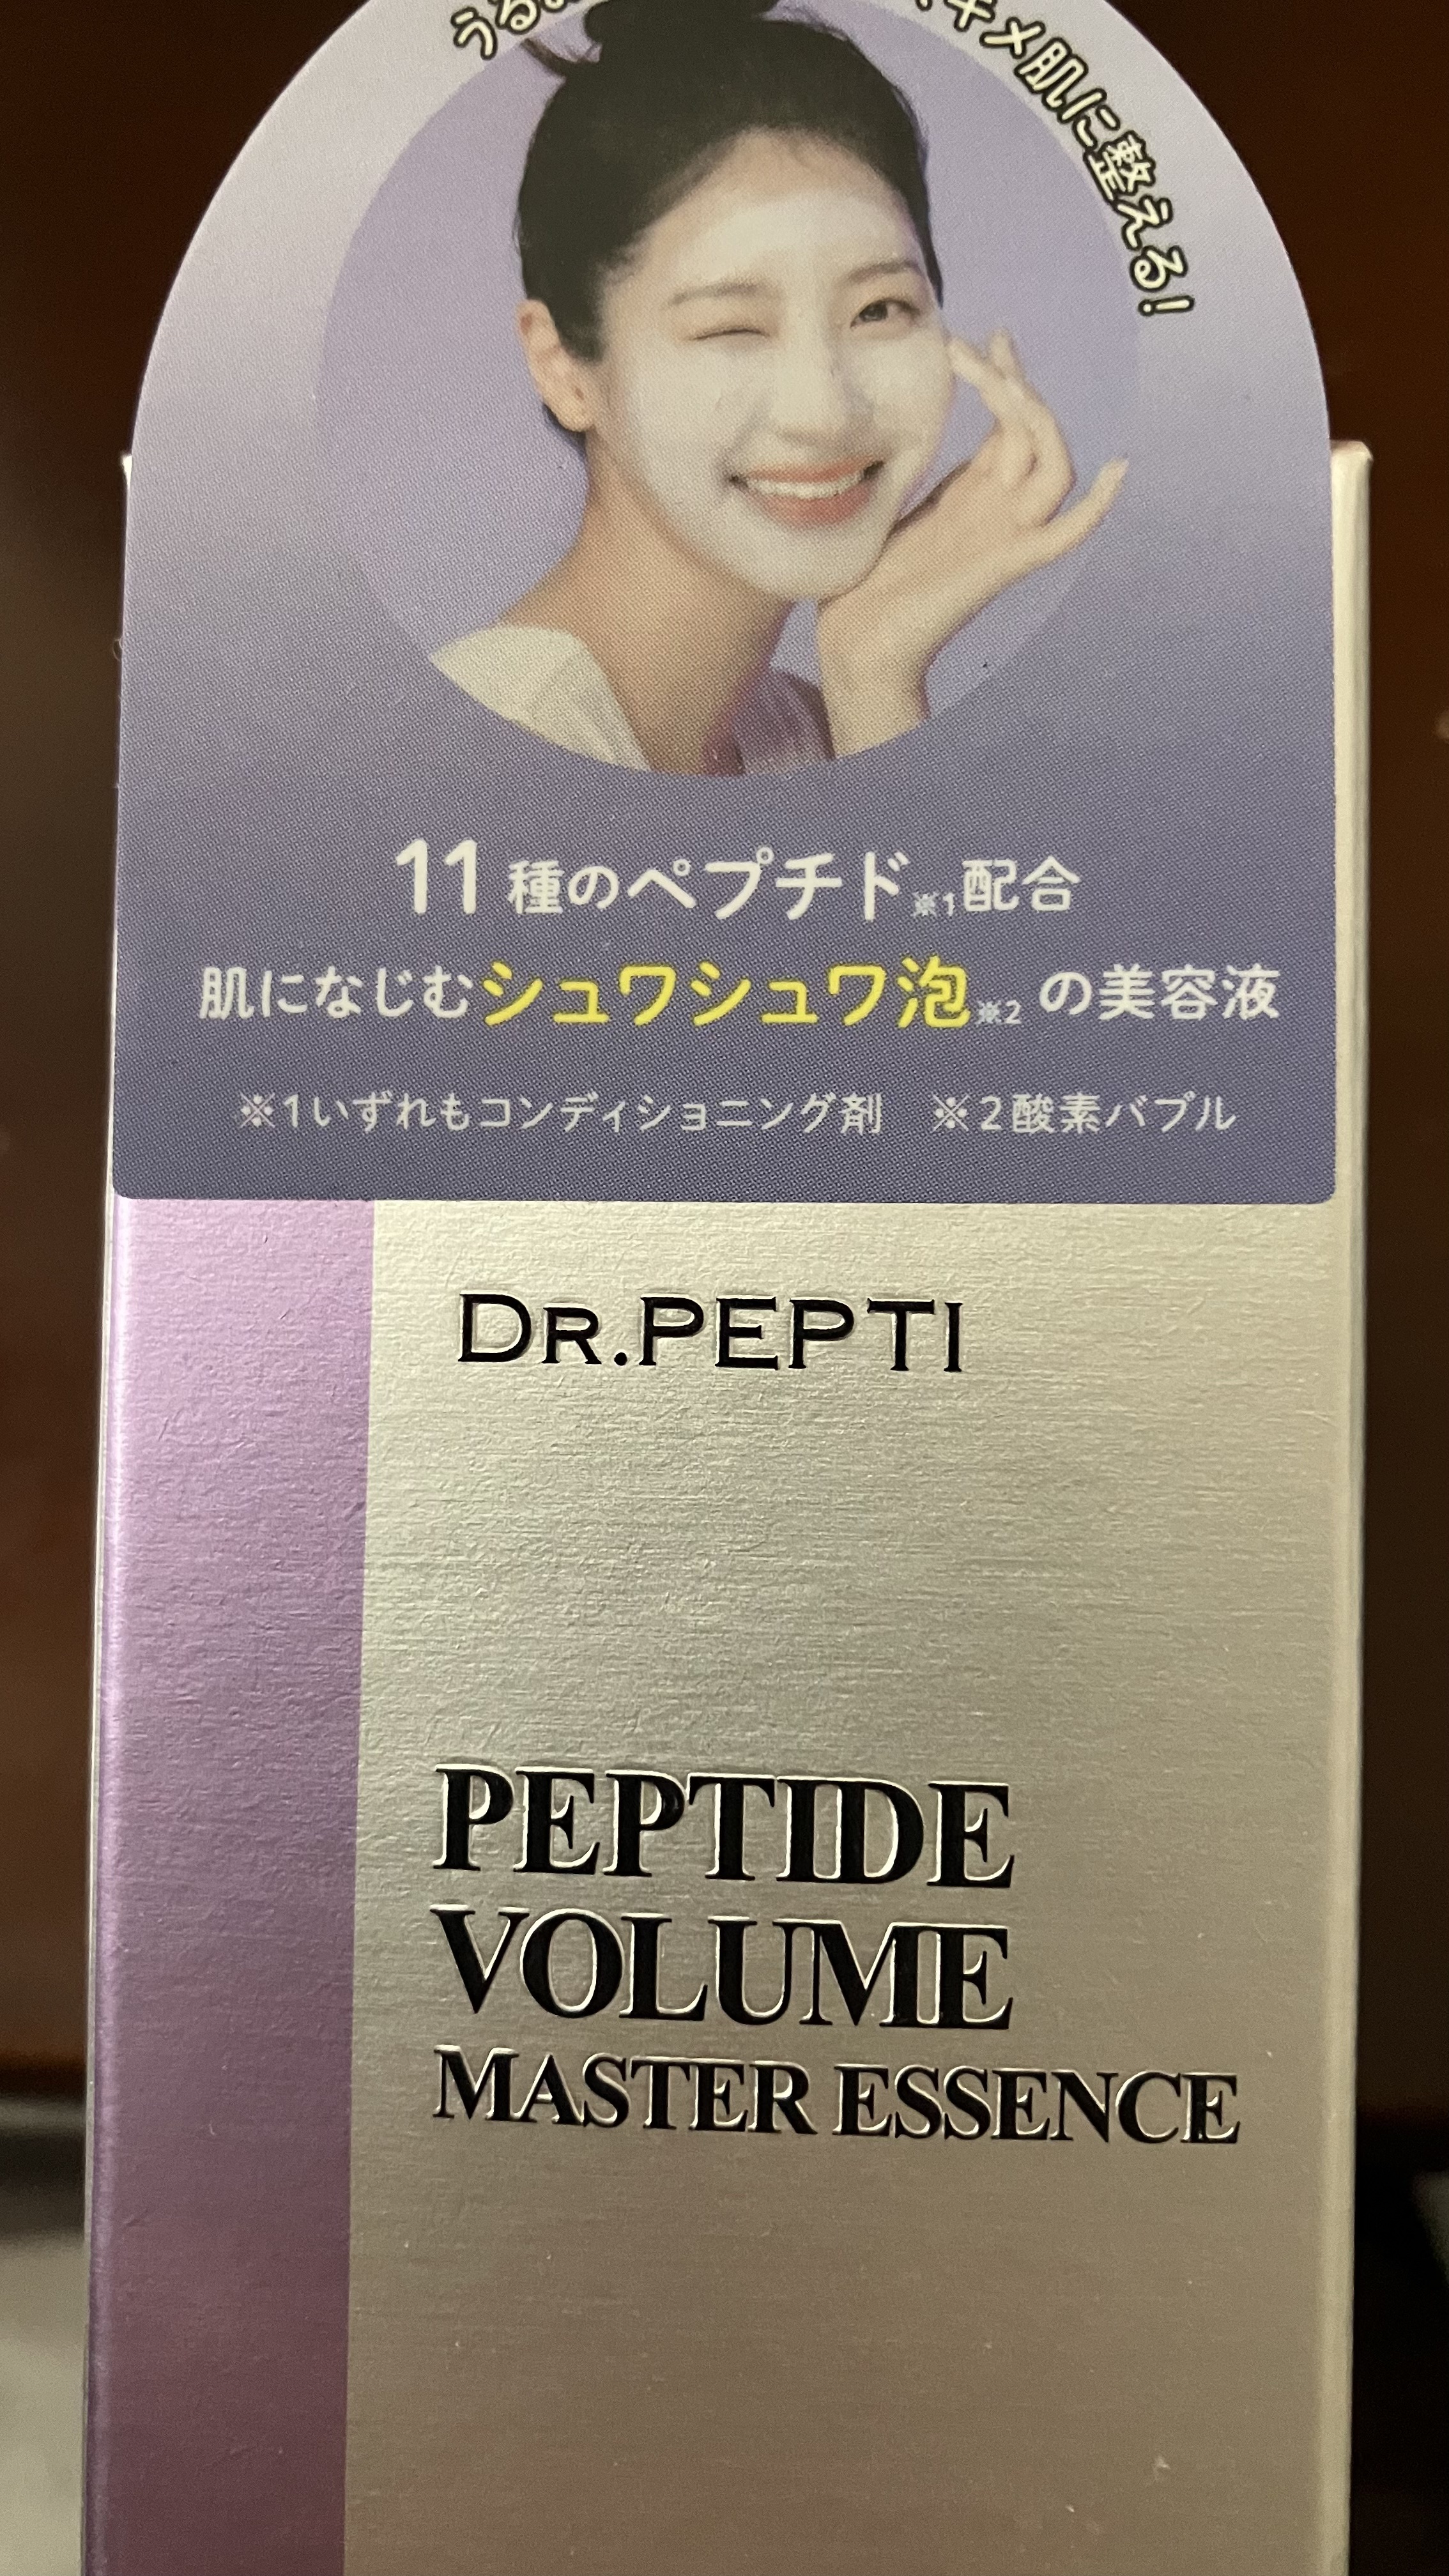 キメ肌に整える!
11種のペプチド※1配合
肌になじむシュワシュワ泡※2 の美容液
※1いずれもコンディショニング剤 ※2酸素バブル
DR.PEPTI
PEPTIDE
VOLUME
MASTER ESSENCE